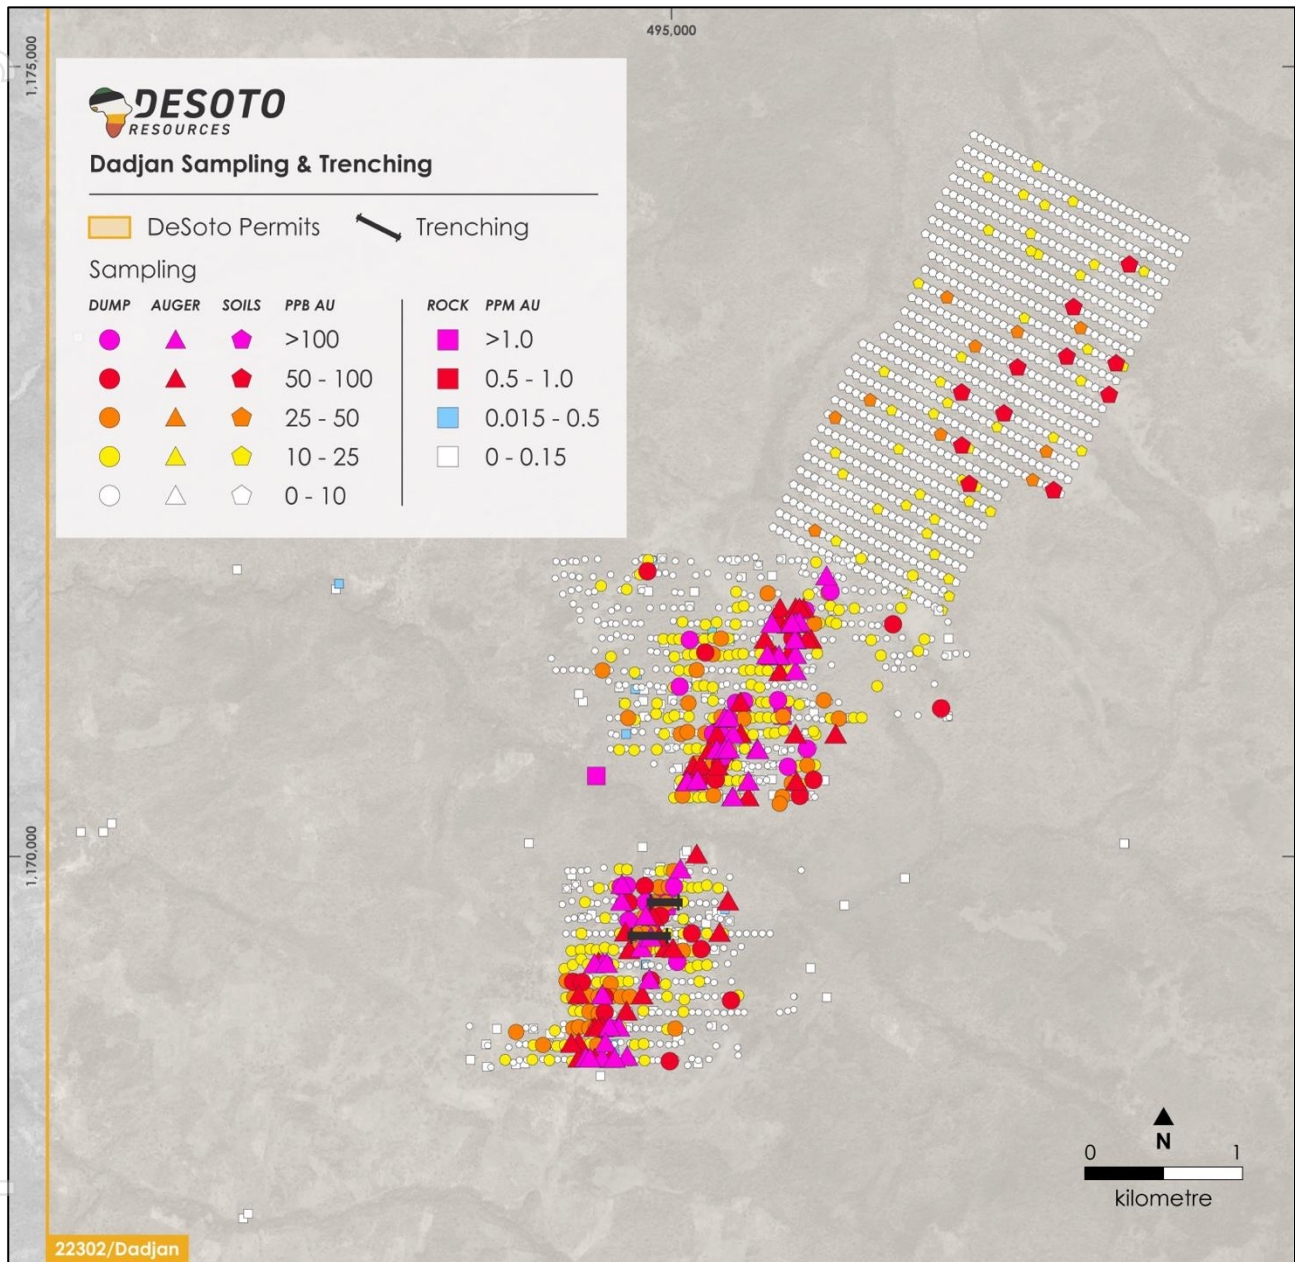 495,000
1,175,000
DESOTO
RESOURCES
Dadjan Sampling & Trenching
DeSoto Permits
Trenching
Sampling
DUMP AUGER SOILS PPB AU ROCK PPM AU
>100 >1.0
50 - 100 0.5 - 1.0
25 - 50 0.015 - 0.5
10 - 25 0 - 0.15
0 - 10
1,170,000
N
0 1
kilometre
22302/Dadjan